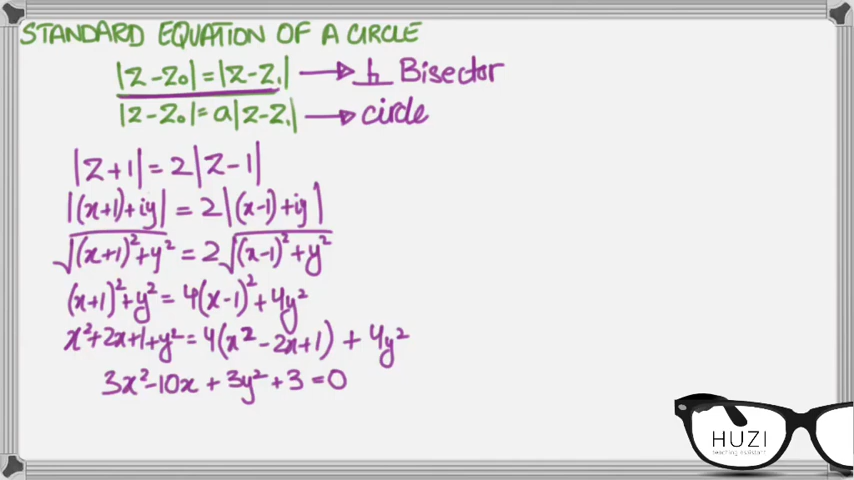 STANDARD EQUATION OF A CIRCLE
|z-z₀|=|z-z₁| → ⊥ Bisector
|z-z₀|=a|z-z₁| → circle
|z+1|=2|z-1|
|(x+1)+iy| = 2|(x-1)+iy|
√((x+1)²+y²) = 2√((x-1)²+y²)
(x+1)²+y²=4(x-1)²+4y²
x²+2x+1+y²=4(x²-2x+1)+4y²
3x²-10x+3y²+3=0
HUZI
teaching assistant